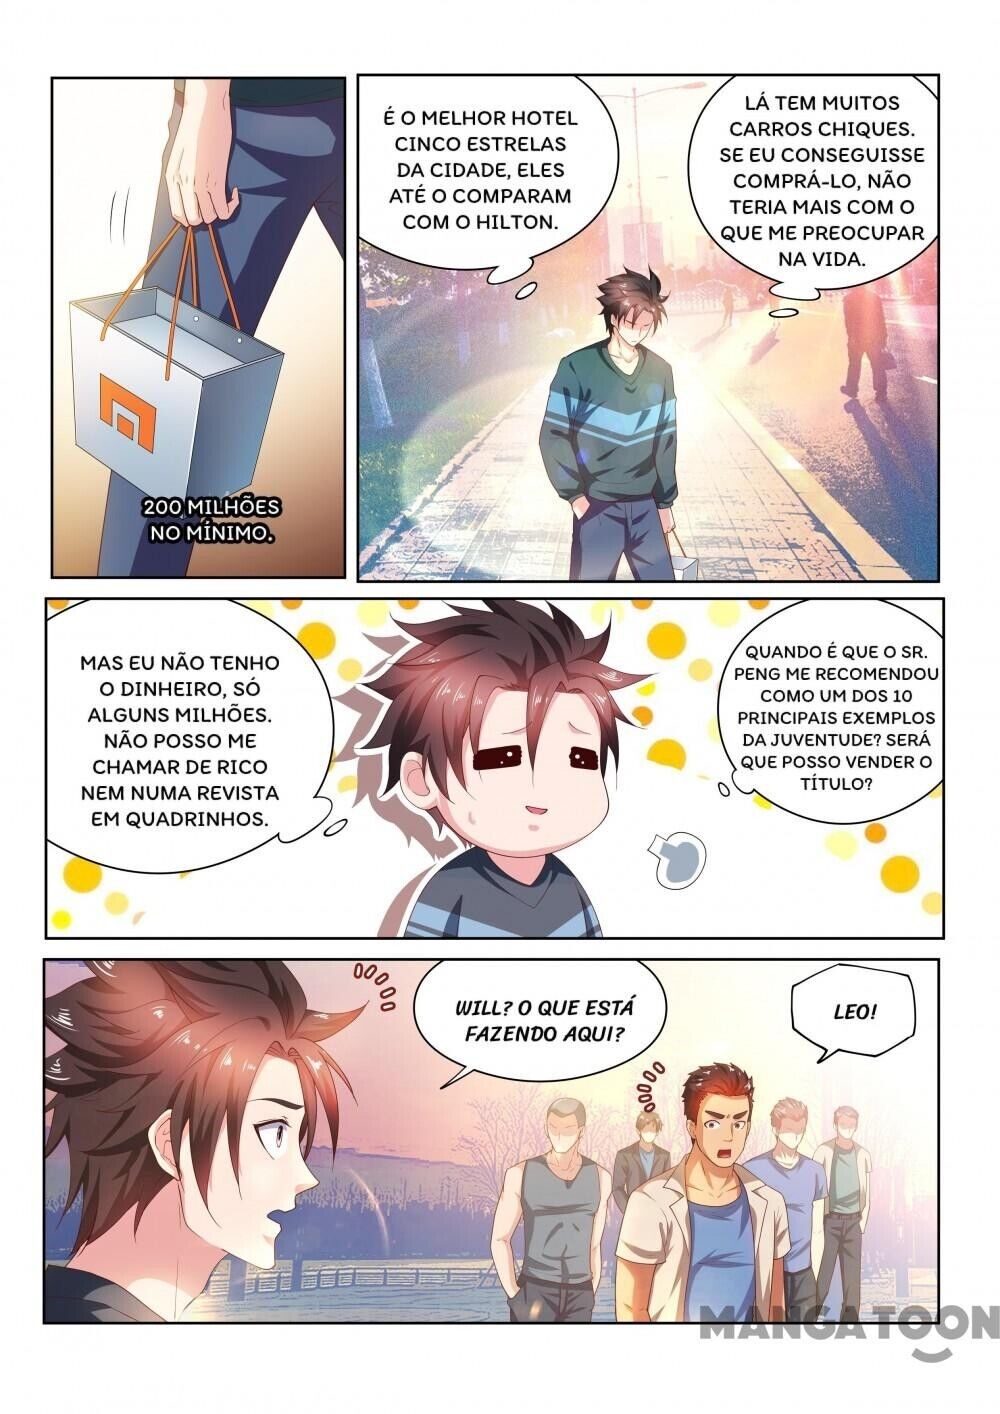 200 MILHÕES
NO MÍNIMO.
É O MELHOR HOTEL
CINCO ESTRELAS
DA CIDADE, ELES
ATÉ O COMPARAM
COM O HILTON.
LÁ TEM MUITOS
CARROS CHIQUES.
SE EU CONSEGUISSE
COMPRÁ-LO, NÃO
TERIA MAIS COM O
QUE ME PREOCUPAR
NA VIDA.
MAS EU NÃO TENHO
O DINHEIRO, SÓ
ALGUNS MILHÕES.
NÃO POSSO ME
CHAMAR DE RICO
NEM NUMA REVISTA
EM QUADRINHOS.
QUANDO É QUE O SR.
PENG ME RECOMENDOU
COMO UM DOS 10
PRINCIPAIS EXEMPLOS
DA JUVENTUDE? SERÁ
QUE POSSO VENDER O
TÍTULO?
WILL? O QUE ESTÁ
FAZENDO AQUI?
LEO!
MANGATOON